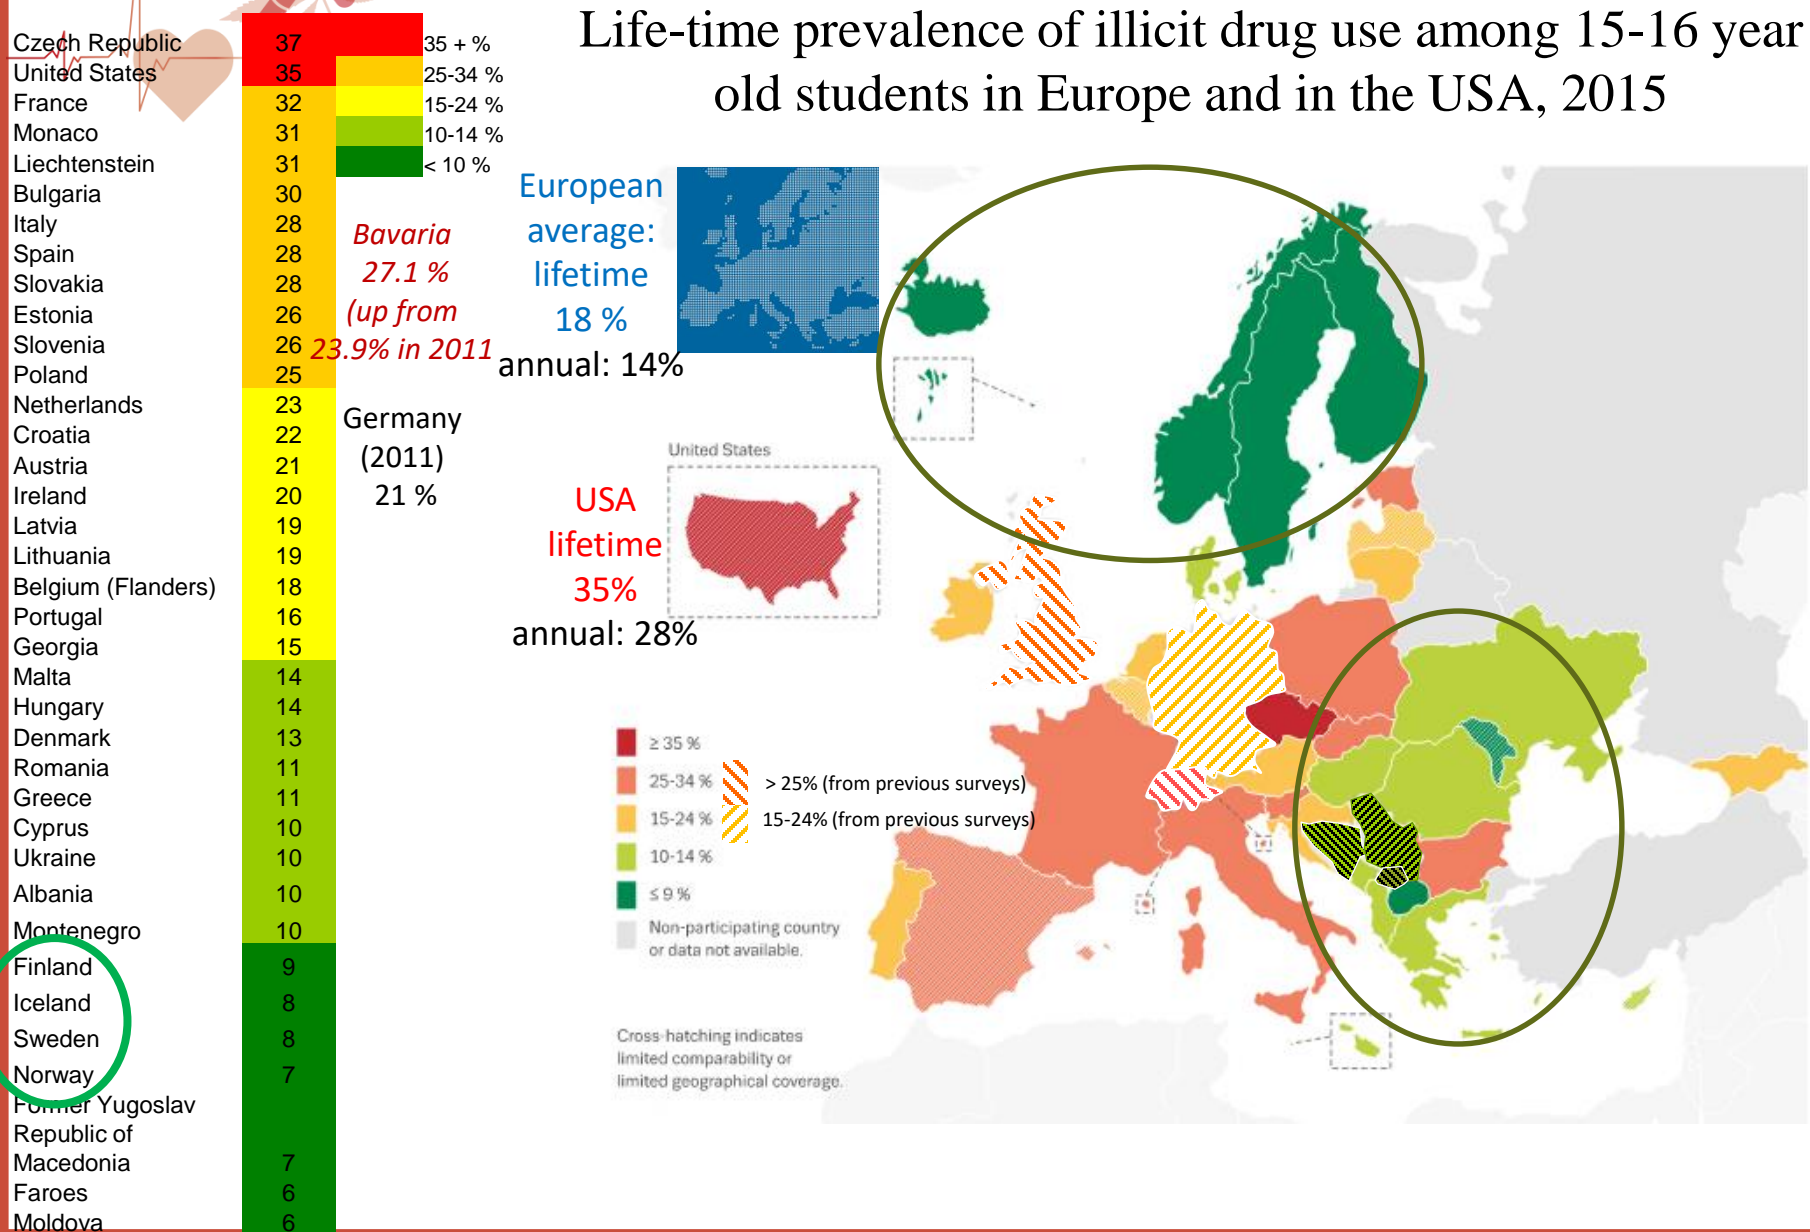 Life-time prevalence of illicit drug use among 15-16 year
old students in Europe and in the USA, 2015
Czech Republic 37
United States 35
France 32
Monaco 31
Liechtenstein 31
Bulgaria 30
Italy 28
Spain 28
Slovakia 28
Estonia 26
Slovenia 26
Poland 25
Netherlands 23
Croatia 22
Austria 21
Ireland 20
Latvia 19
Lithuania 19
Belgium (Flanders) 18
Portugal 16
Georgia 15
Malta 14
Hungary 14
Denmark 13
Romania 11
Greece 11
Cyprus 10
Ukraine 10
Albania 10
Montenegro 10
Finland 9
Iceland 8
Sweden 8
Norway 7
Former Yugoslav
Republic of
Macedonia 7
Faroes 6
Moldova 6
35 + %
25-34 %
15-24 %
10-14 %
< 10 %
Bavaria
27.1 %
(up from
23.9% in 2011
Germany
(2011)
21 %
European
average:
lifetime
18 %
annual: 14%
USA
lifetime
35%
annual: 28%
United States
≥ 35 %
25-34 %
15-24 %
10-14 %
≤ 9 %
Non-participating country
or data not available.
> 25% (from previous surveys)
15-24% (from previous surveys)
Cross-hatching indicates
limited comparability or
limited geographical coverage.